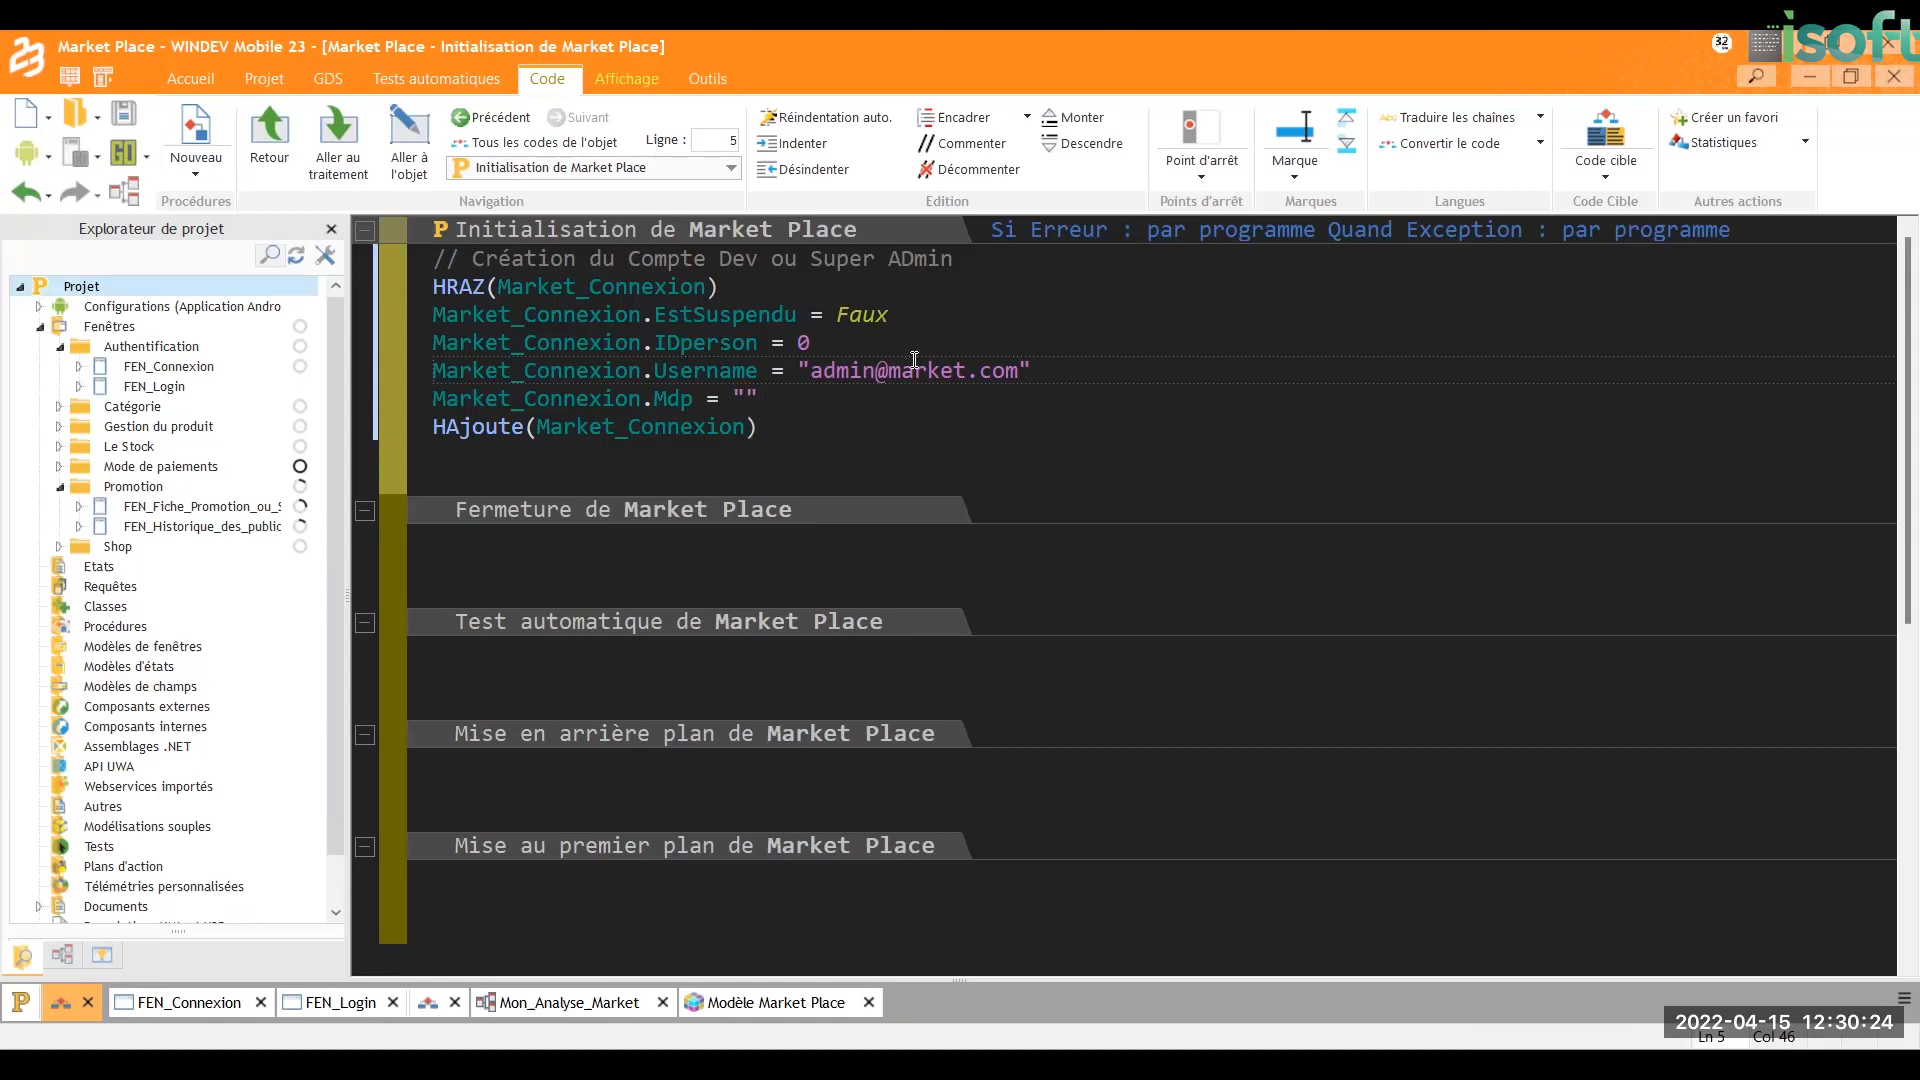 isoft
Market Place - WINDEV Mobile 23 - [Market Place - Initialisation de Market Place]
32
Accueil Projet GDS Tests automatiques Code Affichage Outils
Nouveau
Retour
Aller au traitement
Aller à l'objet
Précédent Suivant
Tous les codes de l'objet
Ligne : 5
Initialisation de Market Place
Réindentation auto.
Indenter
Désindenter
Encadrer
Commenter
Décommenter
Monter
Descendre
Point d'arrêt
Marque
Traduire les chaînes
Convertir le code
Code cible
Créer un favori
Statistiques
Procédures Navigation Edition Points d'arrêt Marques Langues Code Cible Autres actions
Explorateur de projet
Projet
Configurations (Application Andro
Fenêtres
Authentification
FEN_Connexion
FEN_Login
Catégorie
Gestion du produit
Le Stock
Mode de paiements
Promotion
FEN_Fiche_Promotion_ou_S
FEN_Historique_des_public
Shop
Etats
Requêtes
Classes
Procédures
Modèles de fenêtres
Modèles d'états
Modèles de champs
Composants externes
Composants internes
Assemblages .NET
API UWA
Webservices importés
Autres
Modélisations souples
Tests
Plans d'action
Télémétries personnalisées
Documents
Initialisation de Market Place Si Erreur : par programme Quand Exception : par programme
// Création du Compte Dev ou Super ADmin
HRAZ(Market_Connexion)
Market_Connexion.EstSuspendu = Faux
Market_Connexion.IDperson = 0
Market_Connexion.Username = "admin@market.com"
Market_Connexion.Mdp = ""
HAjoute(Market_Connexion)
Fermeture de Market Place
Test automatique de Market Place
Mise en arrière plan de Market Place
Mise au premier plan de Market Place
FEN_Connexion FEN_Login Mon_Analyse_Market Modèle Market Place
2022-04-15 12:30:24
Ln 5 Col 46